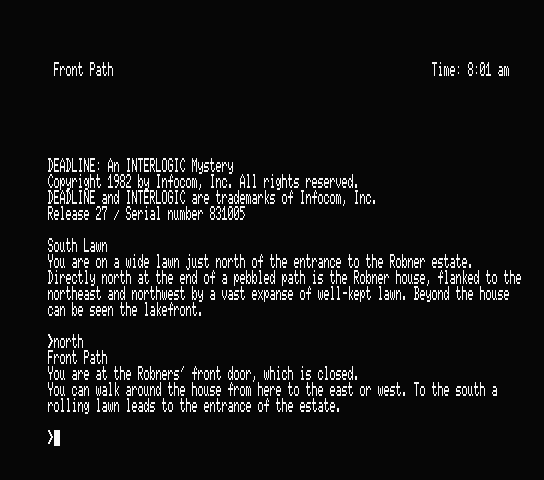 Front Path Time: 8:01 am
DEADLINE: An INTERLOGIC Mystery
Copyright 1982 by Infocom, Inc. All rights reserved.
DEADLINE and INTERLOGIC are trademarks of Infocom, Inc.
Release 27 / Serial number 831005
South Lawn
You are on a wide lawn just north of the entrance to the Robner estate.
Directly north at the end of a pebbled path is the Robner house, flanked to the
northeast and northwest by a vast expanse of well-kept lawn. Beyond the house
can be seen the lakefront.
>north
Front Path
You are at the Robners' front door, which is closed.
You can walk around the house from here to the east or west. To the south a
rolling lawn leads to the entrance of the estate.
>